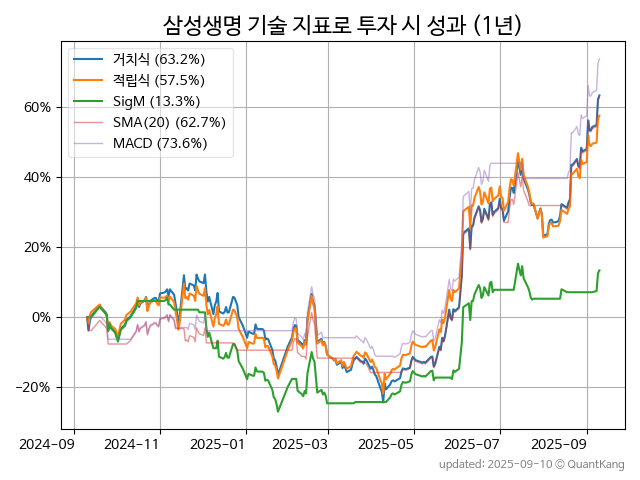 삼성생명 기술 지표로 투자 시 성과 (1년)
거치식 (63.2%)
적립식 (57.5%)
SigM (13.3%)
SMA(20) (62.7%)
MACD (73.6%)
60%
40%
20%
0%
−20%
2024-09 2024-11 2025-01 2025-03 2025-05 2025-07 2025-09
updated: 2025-09-10 © QuantKang